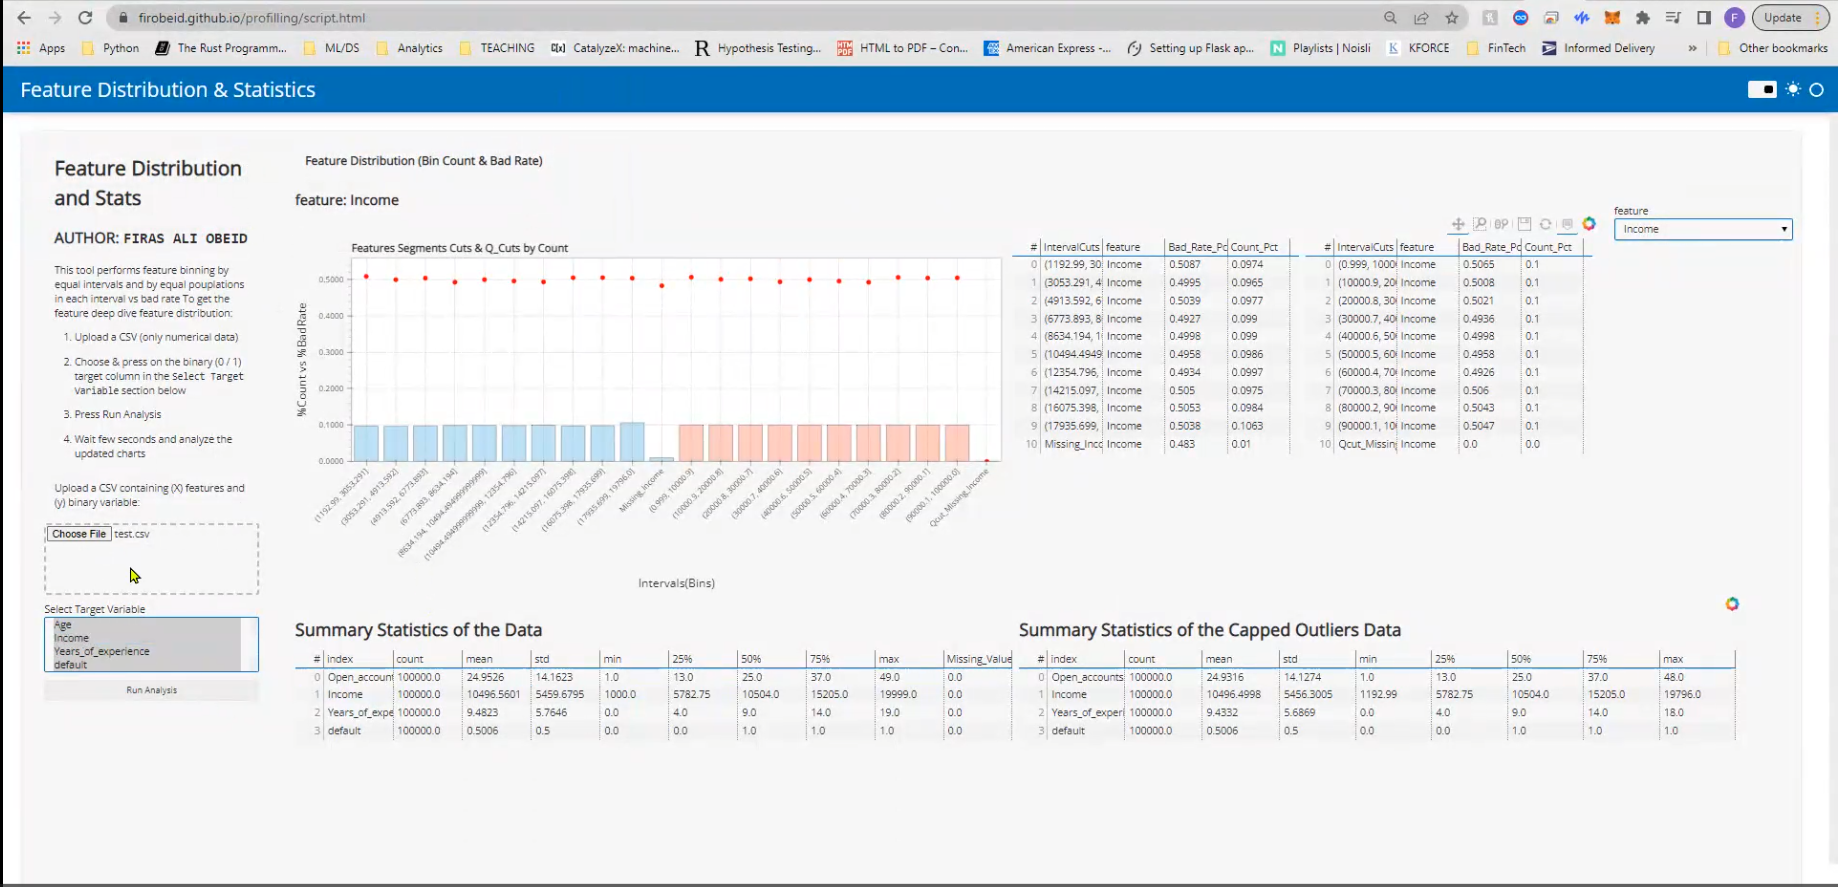 firobeid.github.io/profilling/script.html
F
Update
Apps
Python
The Rust Programm...
ML/DS
Analytics
TEACHING
CatalyzeX: machine...
R
Hypothesis Testing...
HTML to PDF – Con...
American Express -...
Setting up Flask ap...
N
Playlists | Noisli
K
KFORCE
FinTech
Informed Delivery
»
Other bookmarks
Feature Distribution & Statistics
Feature Distribution
and Stats
AUTHOR: FIRAS ALI OBEID
This tool performs feature binning by
equal intervals and by equal pouplations
in each interval vs bad rate To get the
feature deep dive feature distribution:
1. Upload a CSV (only numerical data)
2. Choose & press on the binary (0 / 1)
target column in the Select Target
variable section below
3. Press Run Analysis
4. Wait few seconds and analyze the
updated charts
Upload a CSV containing (X) features and
(y) binary variable:
Choose File test.csv
Select Target Variable
Age
Income
Years_of_experience
default
Run Analysis
Feature Distribution (Bin Count & Bad Rate)
feature: Income
Features Segments Cuts & Q_Cuts by Count
%Count vs %BadRate
0.5000
0.4000
0.3000
0.2000
0.1000
0.0000
(1192.99, 3053.291]
(3053.291, 4913.592]
(4913.592, 6773.893]
(6773.893, 8634.194]
(8634.194, 10494.494999999999]
(10494.494999999999, 12354.796]
(12354.796, 14215.097]
(14215.097, 16075.398]
(16075.398, 17935.699]
(17935.699, 19796.0]
Missing_Income
(0.999, 10000.9]
(10000.9, 20000.8]
(20000.8, 30000.7]
(30000.7, 40000.6]
(40000.6, 50000.5]
(50000.5, 60000.4]
(60000.4, 70000.3]
(70000.3, 80000.2]
(80000.2, 90000.1]
(90000.1, 100000.0]
Qcut_Missing_Income
Intervals(Bins)
# IntervalCuts feature Bad_Rate_Pc Count_Pct
0 (1192.99, 30 Income 0.5087 0.0974
1 (3053.291, 4 Income 0.4995 0.0965
2 (4913.592, 6 Income 0.5039 0.0977
3 (6773.893, 8 Income 0.4927 0.099
4 (8634.194, 1 Income 0.4998 0.099
5 (10494.4949 Income 0.4958 0.0986
6 (12354.796, Income 0.4934 0.0997
7 (14215.097, Income 0.505 0.0975
8 (16075.398, Income 0.5053 0.0984
9 (17935.699, Income 0.5038 0.1063
10 Missing_Inc Income 0.483 0.01
# IntervalCuts feature Bad_Rate_Pc Count_Pct
0 (0.999, 1000 Income 0.5065 0.1
1 (10000.9, 20 Income 0.5008 0.1
2 (20000.8, 30 Income 0.5021 0.1
3 (30000.7, 40 Income 0.4936 0.1
4 (40000.6, 50 Income 0.4998 0.1
5 (50000.5, 60 Income 0.4958 0.1
6 (60000.4, 70 Income 0.4926 0.1
7 (70000.3, 80 Income 0.506 0.1
8 (80000.2, 90 Income 0.5043 0.1
9 (90000.1, 10 Income 0.5047 0.1
10 Qcut_Missin Income 0.0 0.0
feature
Income
Summary Statistics of the Data
# index count mean std min 25% 50% 75% max Missing_Value
0 Open_account 100000.0 24.9526 14.1623 1.0 13.0 25.0 37.0 49.0 0.0
1 Income 100000.0 10496.5601 5459.6795 1000.0 5782.75 10504.0 15205.0 19999.0 0.0
2 Years_of_expe 100000.0 9.4823 5.7646 0.0 4.0 9.0 14.0 19.0 0.0
3 default 100000.0 0.5006 0.5 0.0 0.0 1.0 1.0 1.0 0.0
Summary Statistics of the Capped Outliers Data
# index count mean std min 25% 50% 75% max
0 Open_accounts 100000.0 24.9316 14.1274 1.0 13.0 25.0 37.0 48.0
1 Income 100000.0 10496.4998 5456.3005 1192.99 5782.75 10504.0 15205.0 19796.0
2 Years_of_experi 100000.0 9.4332 5.6869 0.0 4.0 9.0 14.0 18.0
3 default 100000.0 0.5006 0.5 0.0 0.0 1.0 1.0 1.0